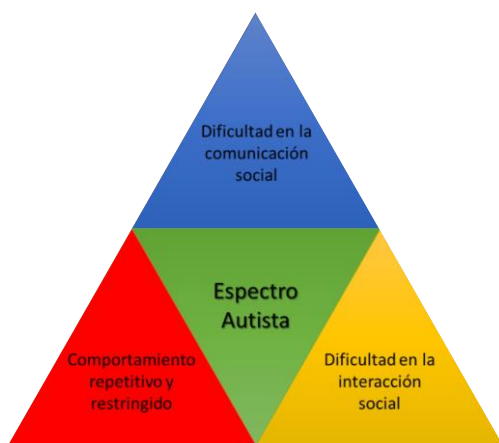 Dificultad en la
comunicación
social
Espectro
Autista
Comportamiento
repetitivo y
restringido
Dificultad en la
interacción
social